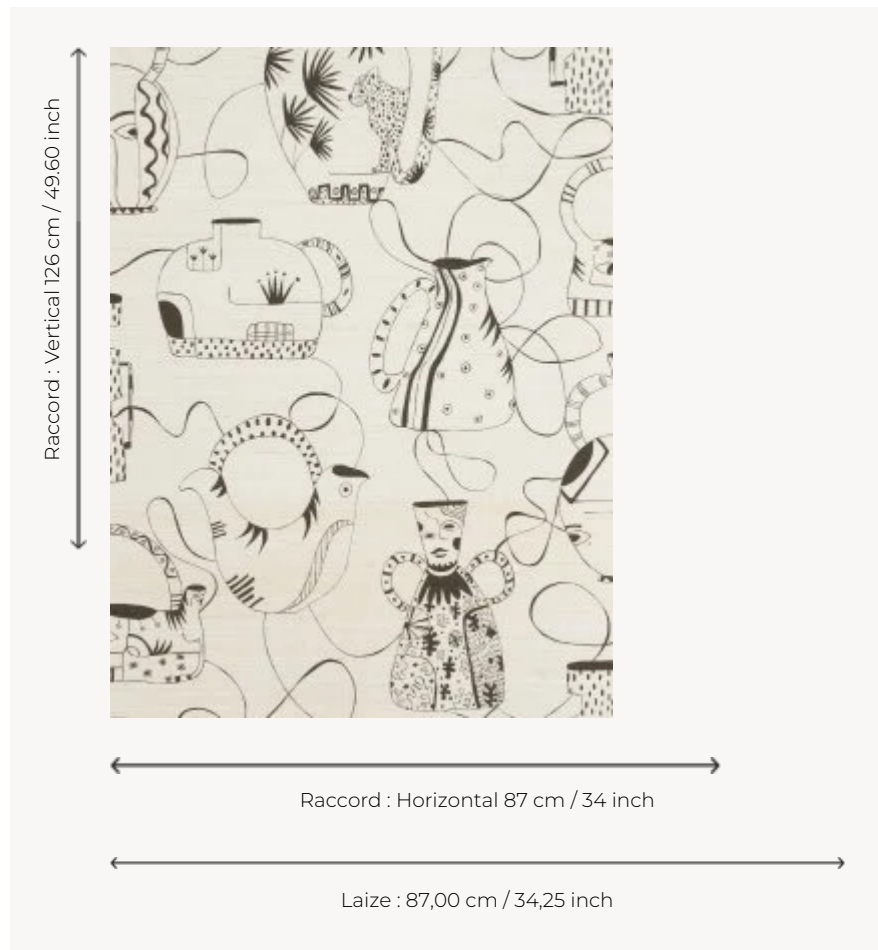 Raccord : Vertical 126 cm / 49.60 inch
Raccord : Horizontal 87 cm / 34 inch
Laize : 87,00 cm / 34,25 inch